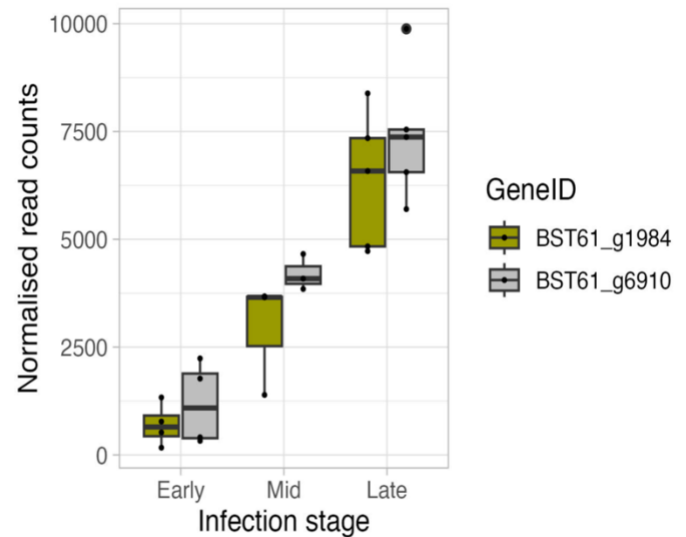 Normalised read counts
10000
7500
5000
2500
0
Early Mid Late
Infection stage
GeneID
BST61_g1984
BST61_g6910